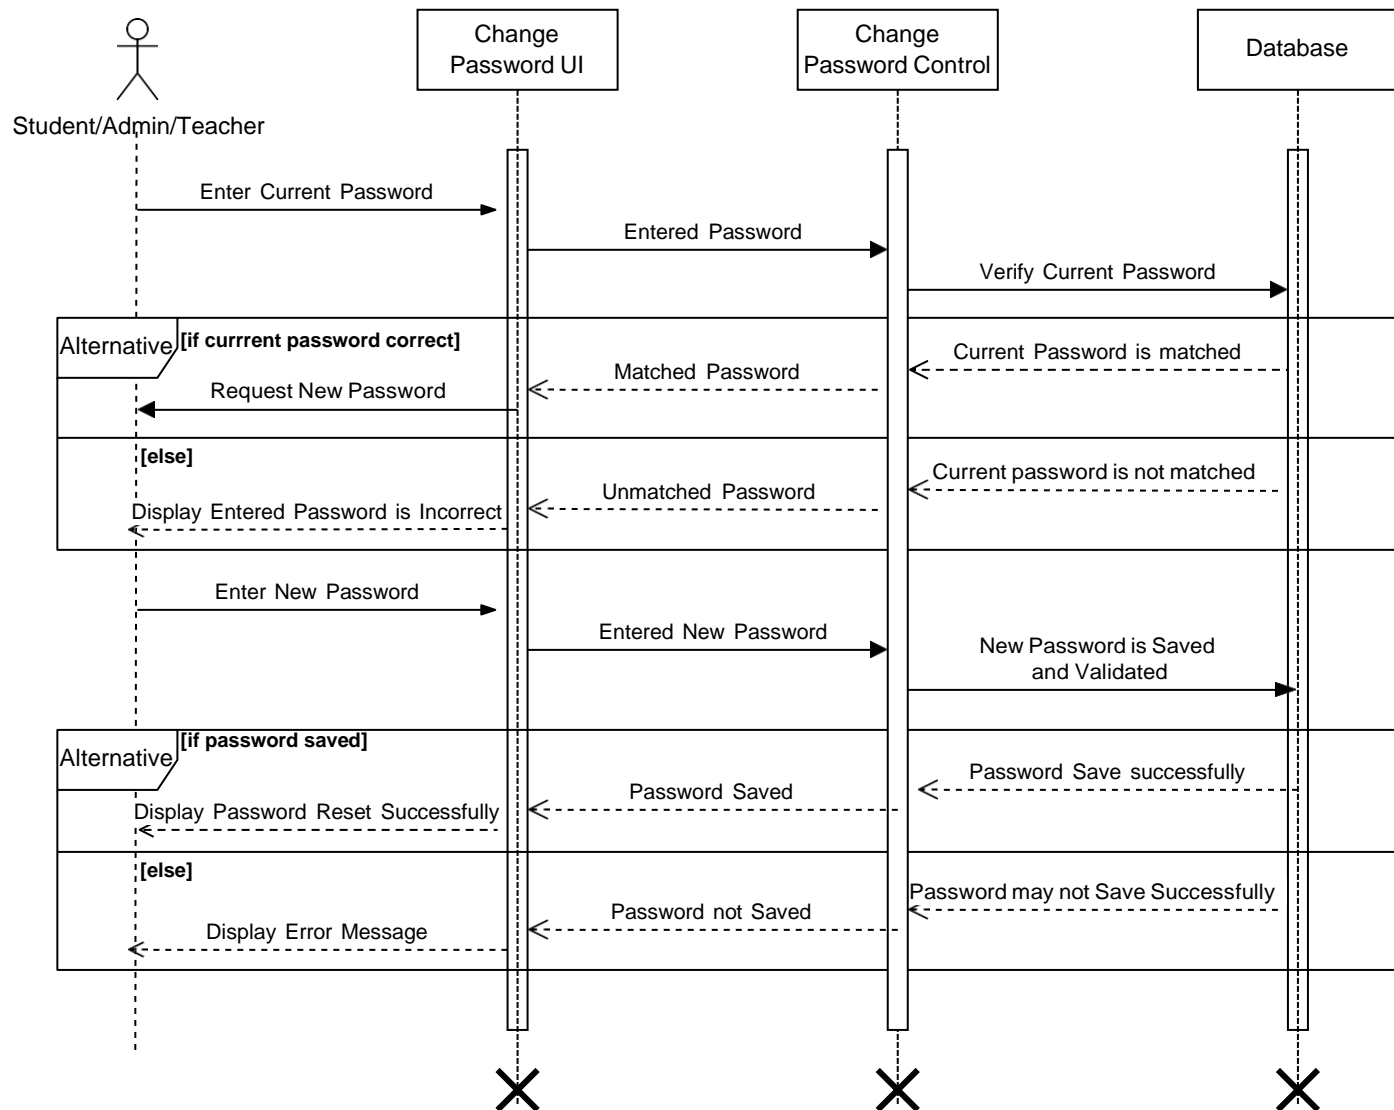 Change
Password UI
Change
Password Control
Database
Student/Admin/Teacher
Enter Current Password
Entered Password
Verify Current Password
Alternative
[if currrent password correct]
Current Password is matched
Matched Password
Request New Password
[else]
Current password is not matched
Unmatched Password
Display Entered Password is Incorrect
Enter New Password
Entered New Password
New Password is Saved
and Validated
Alternative
[if password saved]
Password Save successfully
Password Saved
Display Password Reset Successfully
[else]
Password may not Save Successfully
Password not Saved
Display Error Message